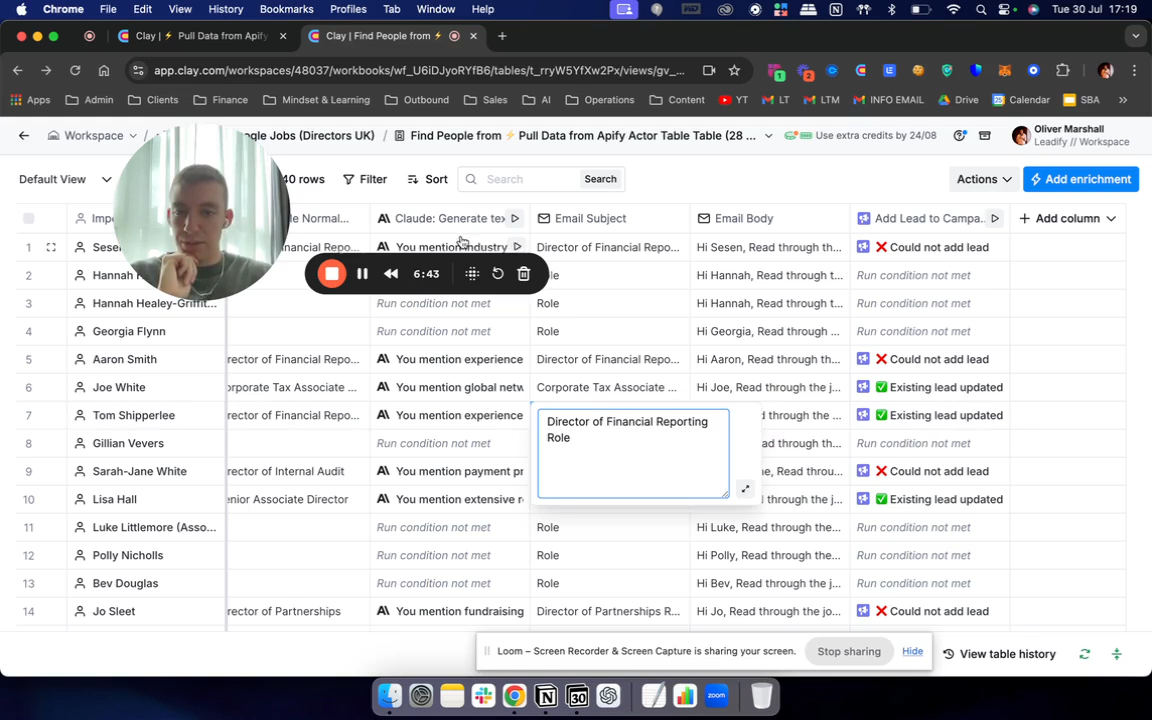 Chrome File Edit View History Bookmarks Profiles Tab Window Help Tue 30 Jul 17:19
Clay | ⚡ Pull Data from Apify
Clay | Find People from ⚡
app.clay.com/workspaces/48037/workbooks/wf_U6iDJyoRYfB6/tables/t_rryW5YfXw2Px/views/gv_...
Apps Admin Clients Finance Mindset & Learning Outbound Sales AI Operations Content YT LT LTM INFO EMAIL Drive Calendar SBA
Workspace / ogle Jobs (Directors UK) / Find People from ⚡ Pull Data from Apify Actor Table Table (28 ... Use extra credits by 24/08
Oliver Marshall
Leadify // Workspace
Default View 40 rows Filter Sort Search Search Actions Add enrichment
Impo le Normal... Claude: Generate tex Email Subject Email Body Add Lead to Campa... Add column
1 Sesen Financial Repo... You mention industry Director of Financial Repo... Hi Sesen, Read through the... ❌ Could not add lead
2 Hannah H ole Hi Hannah, Read through ... Run condition not met
3 Hannah Healey-Griffit... Run condition not met Role Hi Hannah, Read through ... Run condition not met
4 Georgia Flynn Run condition not met Role Hi Georgia, Read through ... Run condition not met
5 Aaron Smith rector of Financial Repo... You mention experience Director of Financial Repo... Hi Aaron, Read through th... ❌ Could not add lead
6 Joe White orporate Tax Associate ... You mention global netw Corporate Tax Associate ... Hi Joe, Read through the j... ✅ Existing lead updated
7 Tom Shipperlee rector of Financial Repo... You mention experience d through th... ✅ Existing lead updated
Director of Financial Reporting
Role
8 Gillian Vevers Run condition not met ad through ... Run condition not met
9 Sarah-Jane White rector of Internal Audit You mention payment pr ne, Read thro... ❌ Could not add lead
10 Lisa Hall enior Associate Director You mention extensive r d through the... ✅ Existing lead updated
11 Luke Littlemore (Asso... Run condition not met Role Hi Luke, Read through the... Run condition not met
12 Polly Nicholls Run condition not met Role Hi Polly, Read through the... Run condition not met
13 Bev Douglas Run condition not met Role Hi Bev, Read through the j... Run condition not met
14 Jo Sleet rector of Partnerships You mention fundraising Director of Partnerships R... Hi Jo, Read through the jo... ❌ Could not add lead
6:43
Loom – Screen Recorder & Screen Capture is sharing your screen. Stop sharing Hide
View table history
30
zoom